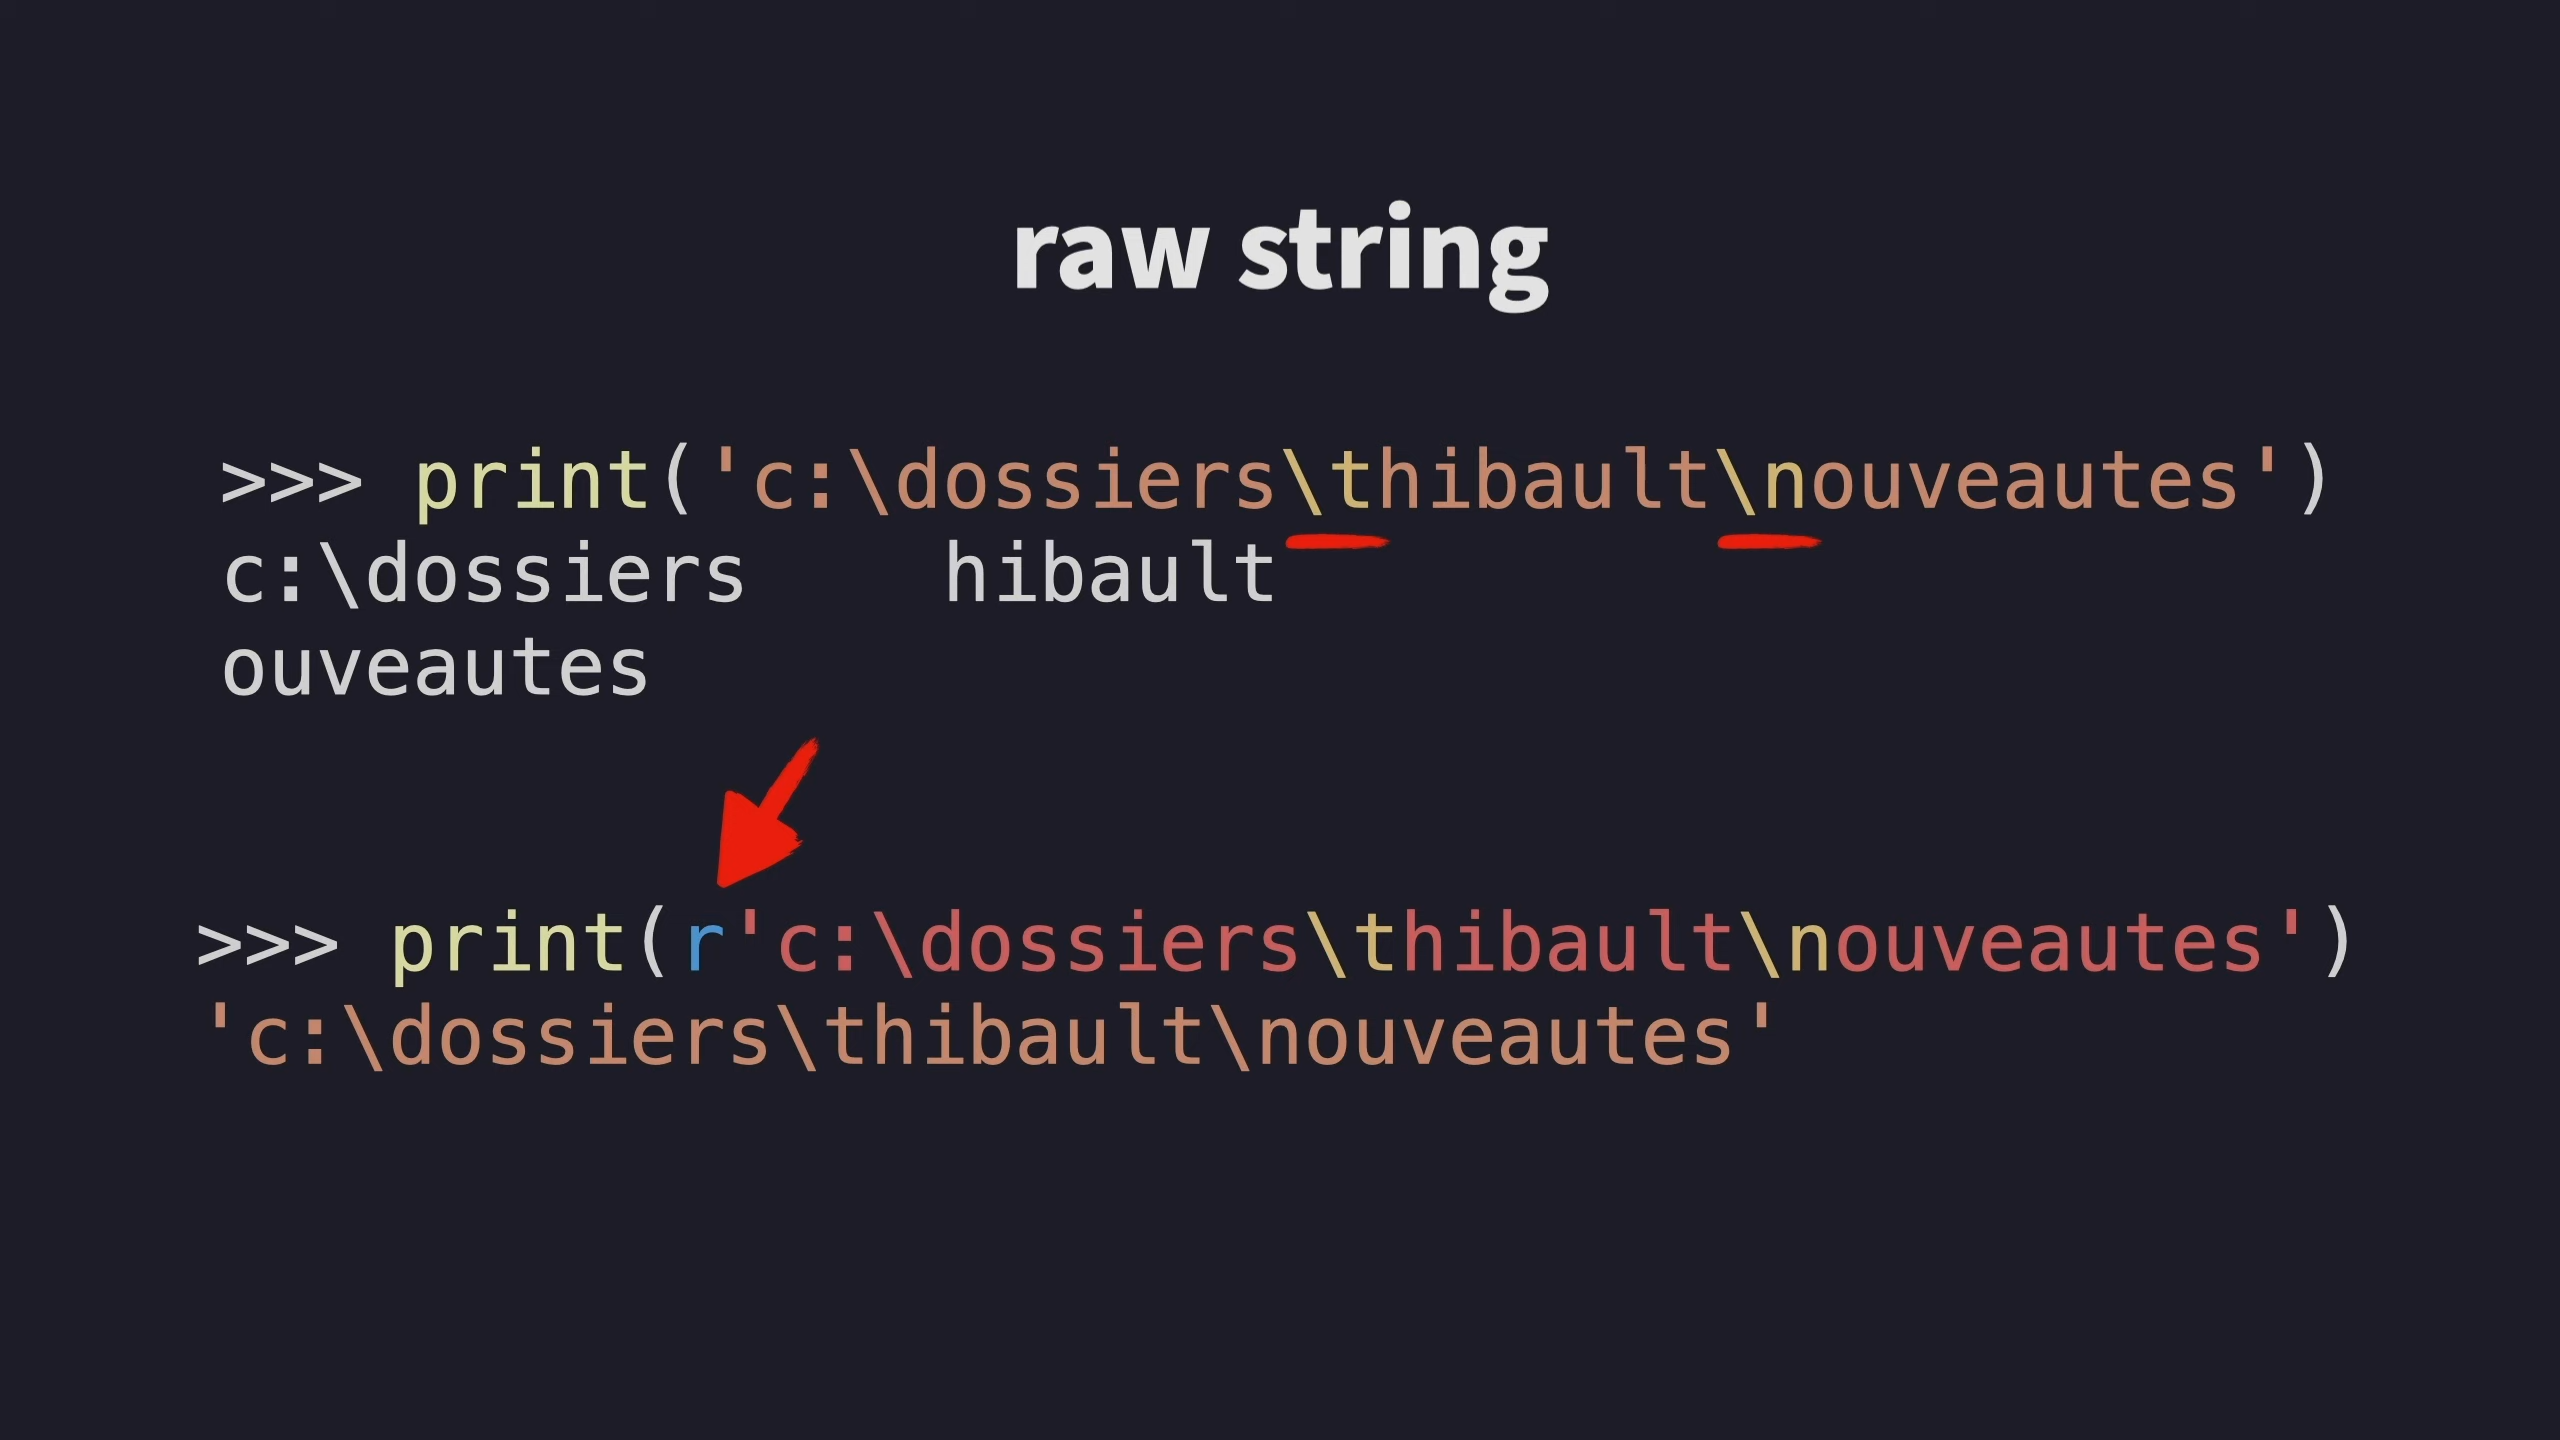 raw string
>>> print('c:\dossiers\thibault\nouveautes')
c:\dossiers    hibault
ouveautes
>>> print(r'c:\dossiers\thibault\nouveautes')
'c:\dossiers\thibault\nouveautes'